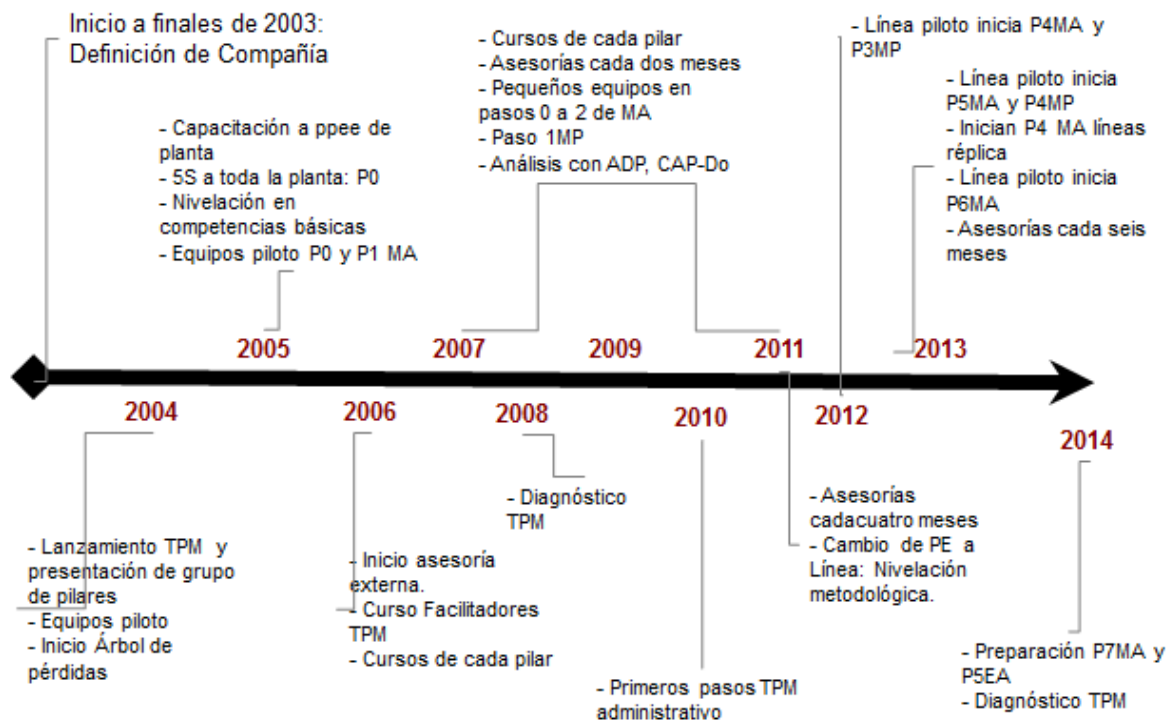 Inicio a finales de 2003:
Definición de Compañía
- Capacitación a ppee de
planta
- 5S a toda la planta: P0
- Nivelación en
competencias básicas
- Equipos piloto P0 y P1 MA
- Cursos de cada pilar
- Asesorías cada dos meses
- Pequeños equipos en
pasos 0 a 2 de MA
- Paso 1MP
- Análisis con ADP, CAP-Do
- Línea piloto inicia P4MA y
P3MP
- Línea piloto inicia
P5MA y P4MP
- Inician P4 MA líneas
réplica
- Línea piloto inicia
P6MA
- Asesorías cada seis
meses
2005
2007
2009
2011
2013
2004
2006
2008
2010
2012
2014
- Lanzamiento TPM y
presentación de grupo
de pilares
- Equipos piloto
- Inicio Árbol de
pérdidas
- Inicio asesoría
externa.
- Curso Facilitadores
TPM
- Cursos de cada pilar
- Diagnóstico
TPM
- Primeros pasos TPM
administrativo
- Asesorías
cadacuatro meses
- Cambio de PE a
Línea: Nivelación
metodológica.
- Preparación P7MA y
P5EA
- Diagnóstico TPM